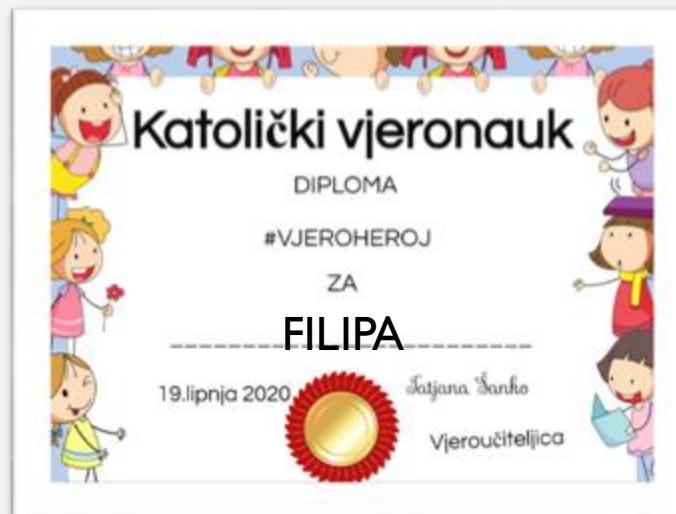 Katolički vjeronauk
DIPLOMA
#VJEROHEROJ
ZA
FILIPA
19.lipnja 2020
Tatjana Šanko
Vjeroučiteljica